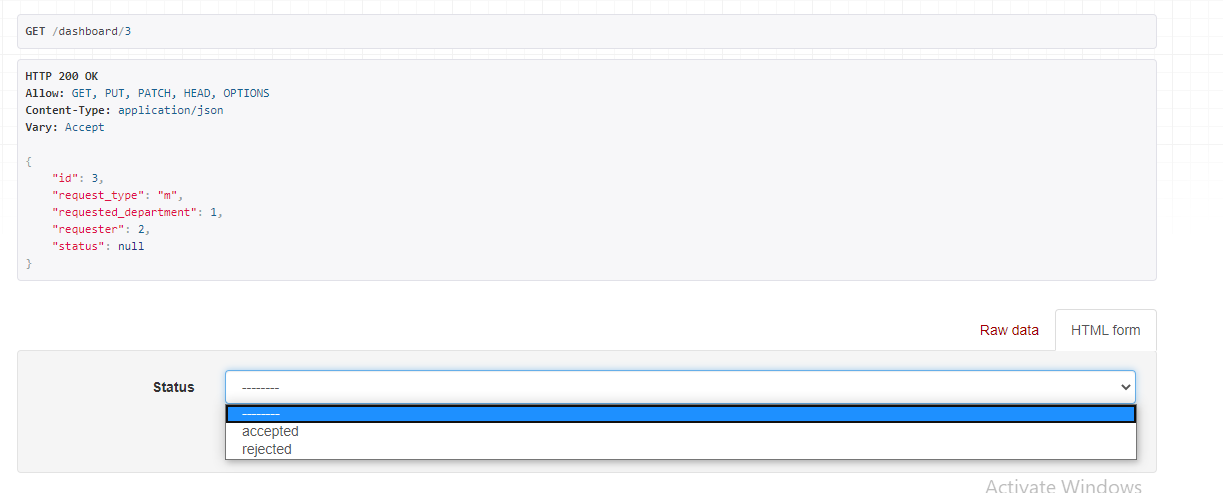 GET /dashboard/3
HTTP 200 OK
Allow: GET, PUT, PATCH, HEAD, OPTIONS
Content-Type: application/json
Vary: Accept
{
    "id": 3,
    "request_type": "m",
    "requested_department": 1,
    "requester": 2,
    "status": null
}
Raw data HTML form
Status --------
--------
accepted
rejected
Activate Windows